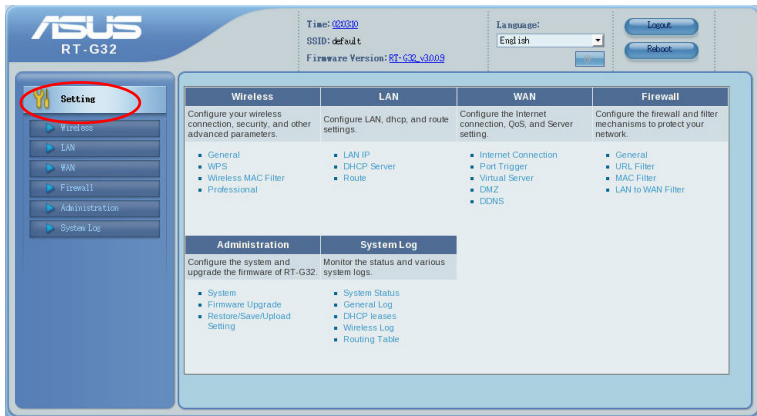 ASUS
RT-G32
Time: 02:03:10
SSID: default
Firmware Version: RT-G32_v3.0.0.9
Language:
English
Logout
Reboot
Setting
Wireless
LAN
WAN
Firewall
Administration
System Log
Wireless
Configure your wireless
connection, security, and other
advanced parameters.
General
WPS
Wireless MAC Filter
Professional
LAN
Configure LAN, dhcp, and route
settings.
LAN IP
DHCP Server
Route
WAN
Configure the Internet
connection, QoS, and Server
setting.
Internet Connection
Port Trigger
Virtual Server
DMZ
DDNS
Firewall
Configure the firewall and filter
mechanisms to protect your
network.
General
URL Filter
MAC Filter
LAN to WAN Filter
Administration
Configure the system and
upgrade the firmware of RT-G32.
System
Firmware Upgrade
Restore/Save/Upload
Setting
System Log
Monitor the status and various
system logs.
System Status
General Log
DHCP leases
Wireless Log
Routing Table